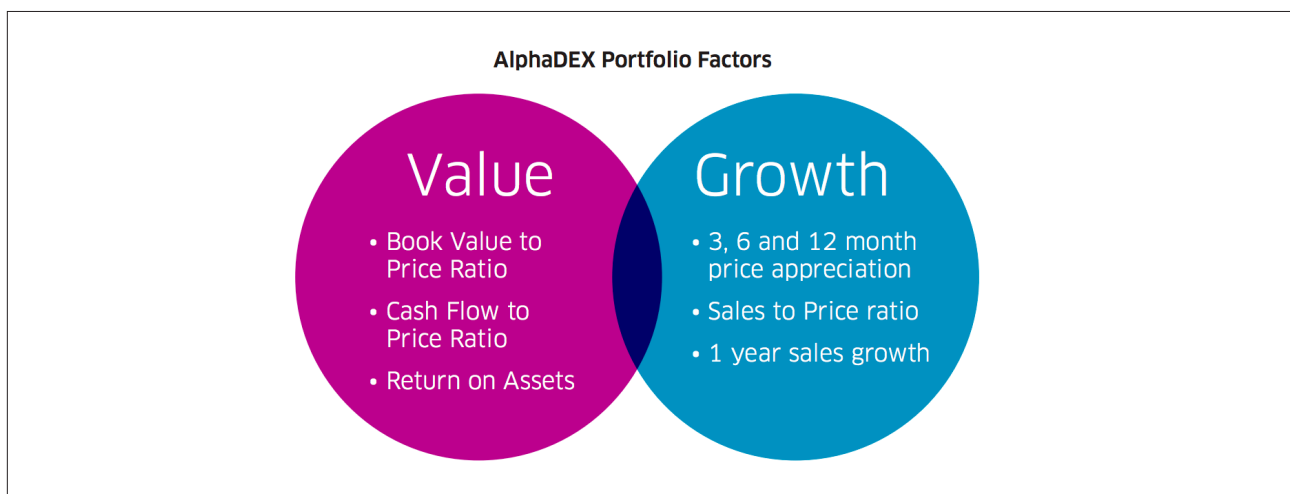 AlphaDEX Portfolio Factors
Value
• Book Value to
Price Ratio
• Cash Flow to
Price Ratio
• Return on Assets
Growth
• 3, 6 and 12 month
price appreciation
• Sales to Price ratio
• 1 year sales growth